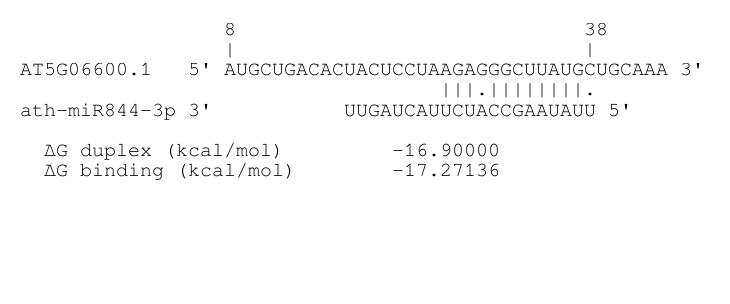 8 38
| |
AT5G06600.1 5' AUGCUGACACUACUCCUAAGAGGGCUUAUGCUGCAAA 3'
|||.||||||||.
ath-miR844-3p 3' UUGAUCAUUCUACCGAAUAUU 5'
ΔG duplex (kcal/mol) -16.90000
ΔG binding (kcal/mol) -17.27136